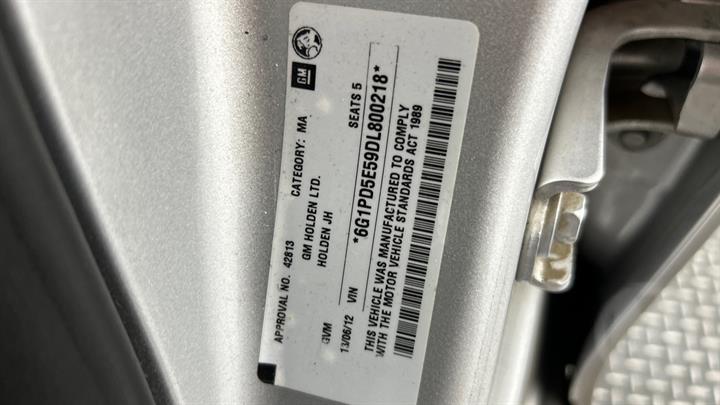 GM
APPROVAL NO. 42813 CATEGORY: MA
GM HOLDEN LTD.
HOLDEN JH
GVM
13/06/12 VIN SEATS 5
*6G1PD5E59DL800218*
THIS VEHICLE WAS MANUFACTURED TO COMPLY
WITH THE MOTOR VEHICLE STANDARDS ACT 1989